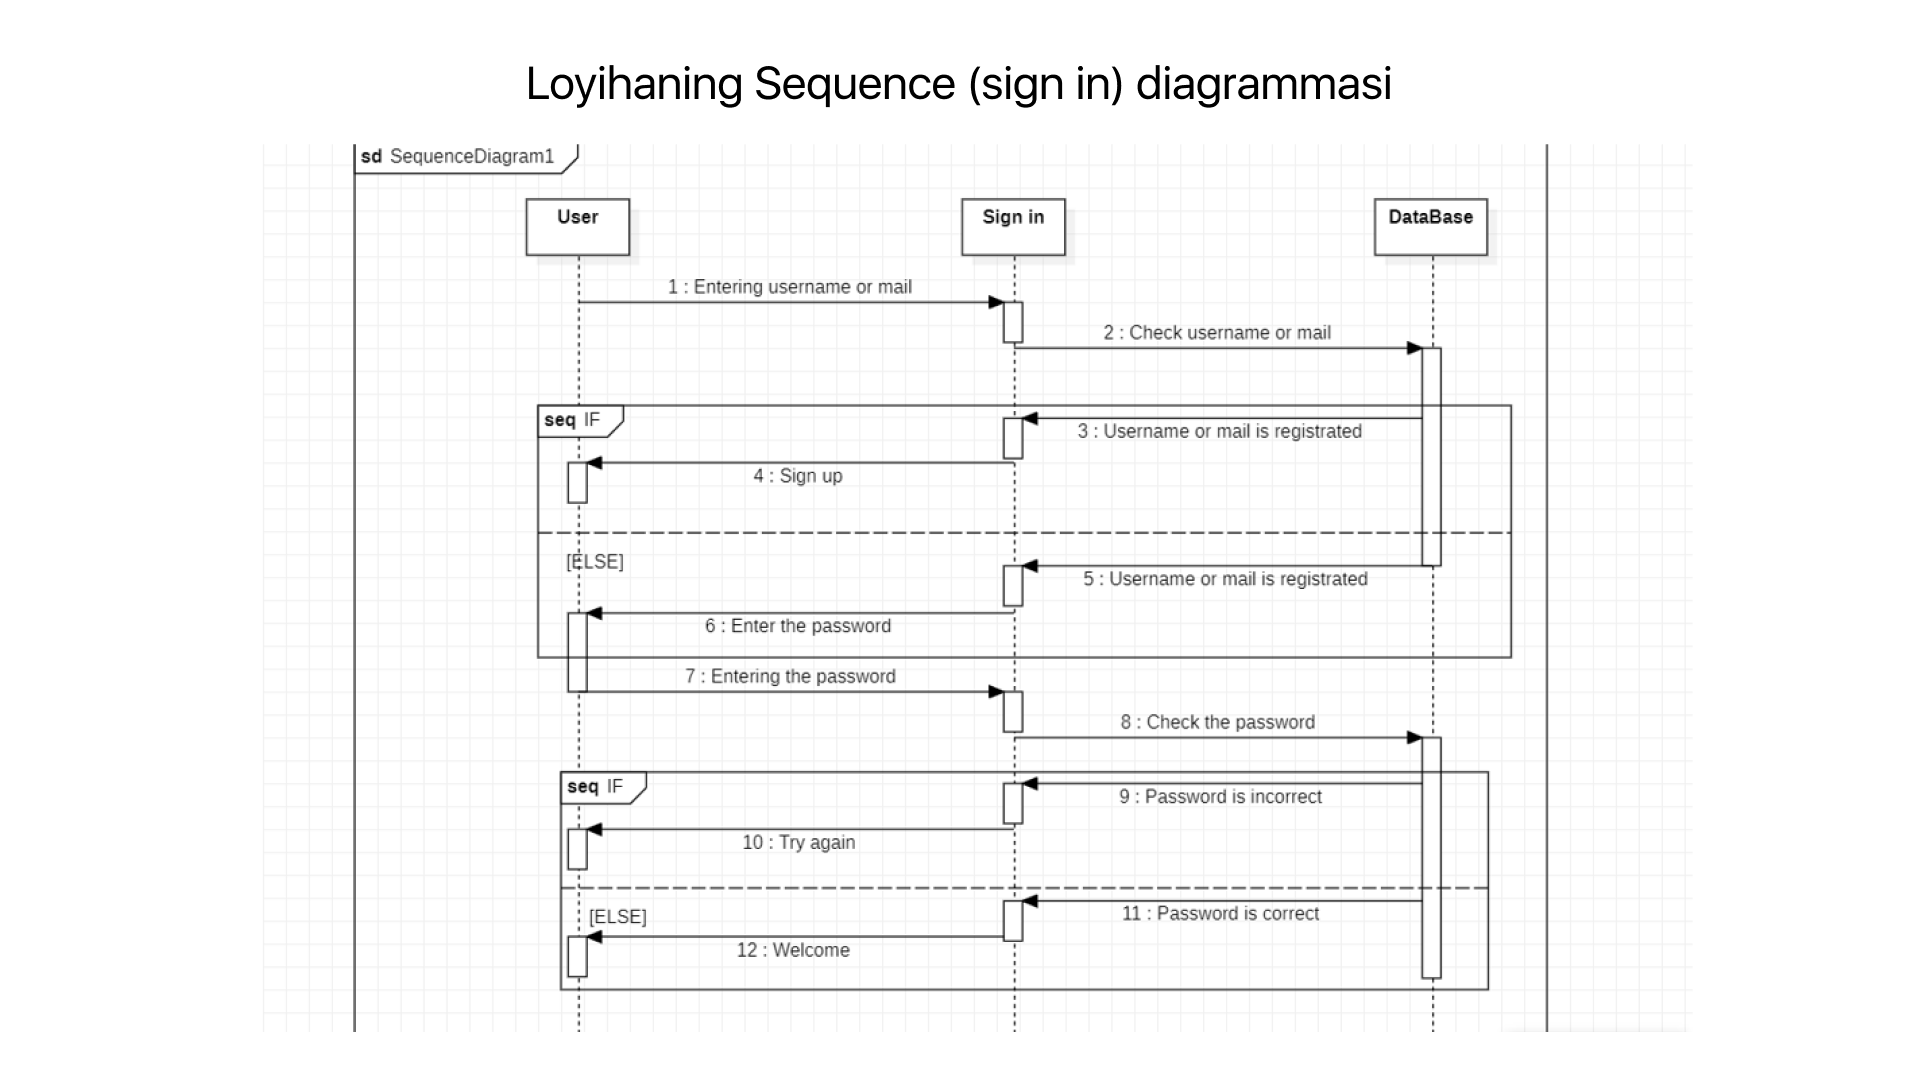 Loyihaning Sequence (sign in) diagrammasi
sd SequenceDiagram1
User
Sign in
DataBase
1 : Entering username or mail
2 : Check username or mail
seq IF
3 : Username or mail is registrated
4 : Sign up
[ELSE]
5 : Username or mail is registrated
6 : Enter the password
7 : Entering the password
8 : Check the password
seq IF
9 : Password is incorrect
10 : Try again
[ELSE]
11 : Password is correct
12 : Welcome